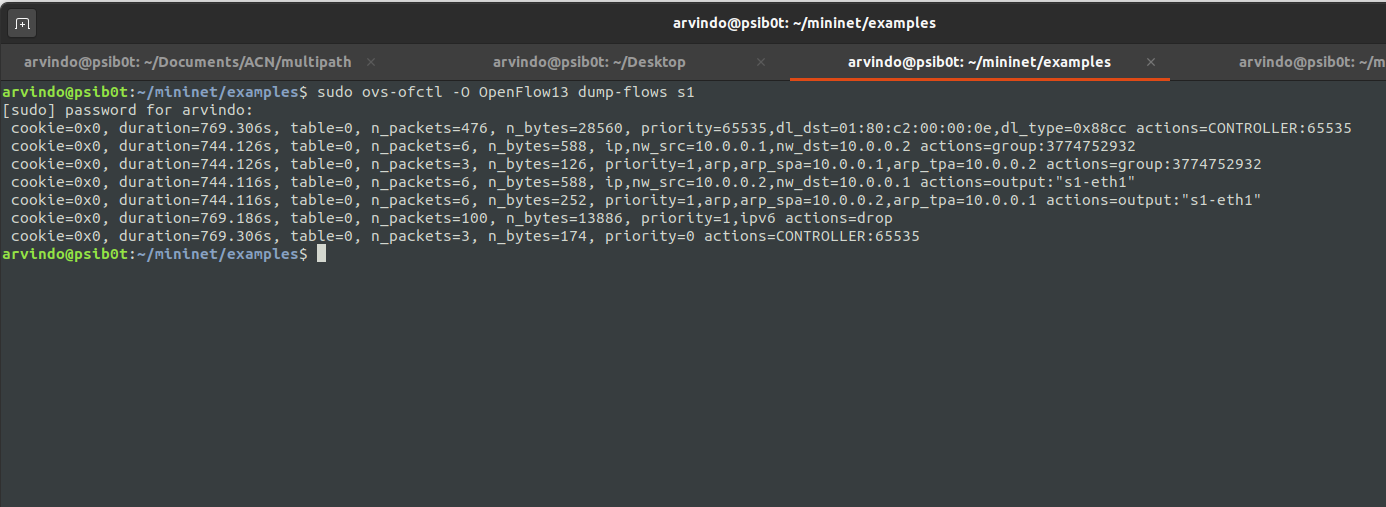 arvindo@psib0t: ~/mininet/examples
arvindo@psib0t: ~/Documents/ACN/multipath × arvindo@psib0t: ~/Desktop × arvindo@psib0t: ~/mininet/examples × arvindo@psib0t: ~/m
arvindo@psib0t:~/mininet/examples$ sudo ovs-ofctl -O OpenFlow13 dump-flows s1
[sudo] password for arvindo:
cookie=0x0, duration=769.306s, table=0, n_packets=476, n_bytes=28560, priority=65535,dl_dst=01:80:c2:00:00:0e,dl_type=0x88cc actions=CONTROLLER:65535
cookie=0x0, duration=744.126s, table=0, n_packets=6, n_bytes=588, ip,nw_src=10.0.0.1,nw_dst=10.0.0.2 actions=group:3774752932
cookie=0x0, duration=744.126s, table=0, n_packets=3, n_bytes=126, priority=1,arp,arp_spa=10.0.0.1,arp_tpa=10.0.0.2 actions=group:3774752932
cookie=0x0, duration=744.116s, table=0, n_packets=6, n_bytes=588, ip,nw_src=10.0.0.2,nw_dst=10.0.0.1 actions=output:"s1-eth1"
cookie=0x0, duration=744.116s, table=0, n_packets=6, n_bytes=252, priority=1,arp,arp_spa=10.0.0.2,arp_tpa=10.0.0.1 actions=output:"s1-eth1"
cookie=0x0, duration=769.186s, table=0, n_packets=100, n_bytes=13886, priority=1,ipv6 actions=drop
cookie=0x0, duration=769.306s, table=0, n_packets=3, n_bytes=174, priority=0 actions=CONTROLLER:65535
arvindo@psib0t:~/mininet/examples$